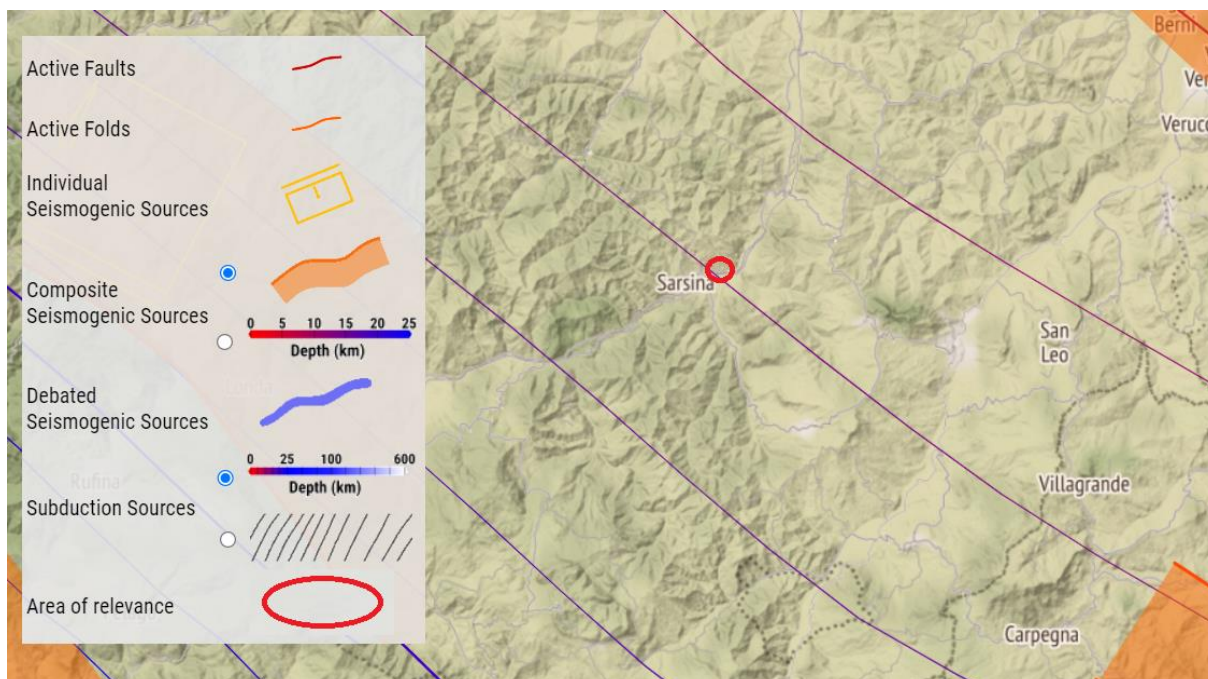 Active Faults
Active Folds
Individual
Seismogenic Sources
Composite
Seismogenic Sources
0 5 10 15 20 25
Depth (km)
Debated
Seismogenic Sources
0 25 100 600
Depth (km)
Rufina
Subduction Sources
Area of relevance
Berni
Ver
Verucc
Sarsina
San
Leo
Villagrande
Carpegna